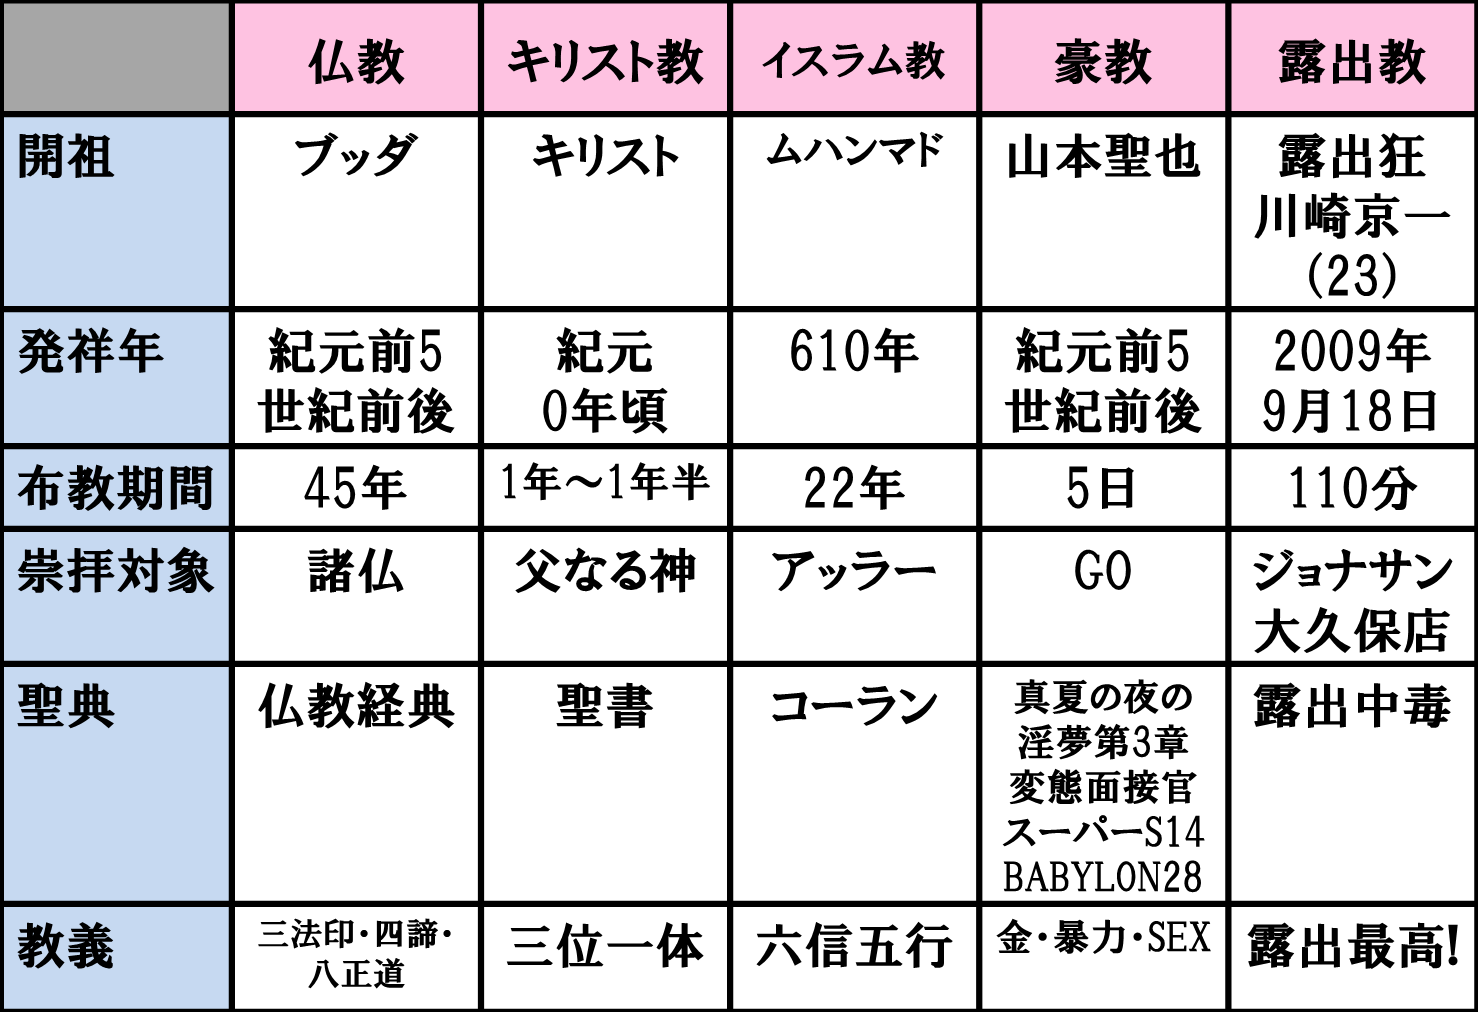 仏教 キリスト教 イスラム教 豪教 露出教
開祖 ブッダ キリスト ムハンマド 山本聖也 露出狂
川崎京一
(23)
発祥年 紀元前5 紀元 610年 紀元前5 2009年
世紀前後 0年頃 世紀前後 9月18日
布教期間 45年 1年～1年半 22年 5日 110分
崇拝対象 諸仏 父なる神 アッラー GO ジョナサン
大久保店
聖典 仏教経典 聖書 コーラン 真夏の夜の 露出中毒
淫夢第3章
変態面接官
スーパーS14
BABYLON28
教義 三法印・四諦・ 三位一体 六信五行 金・暴力・SEX 露出最高!
八正道